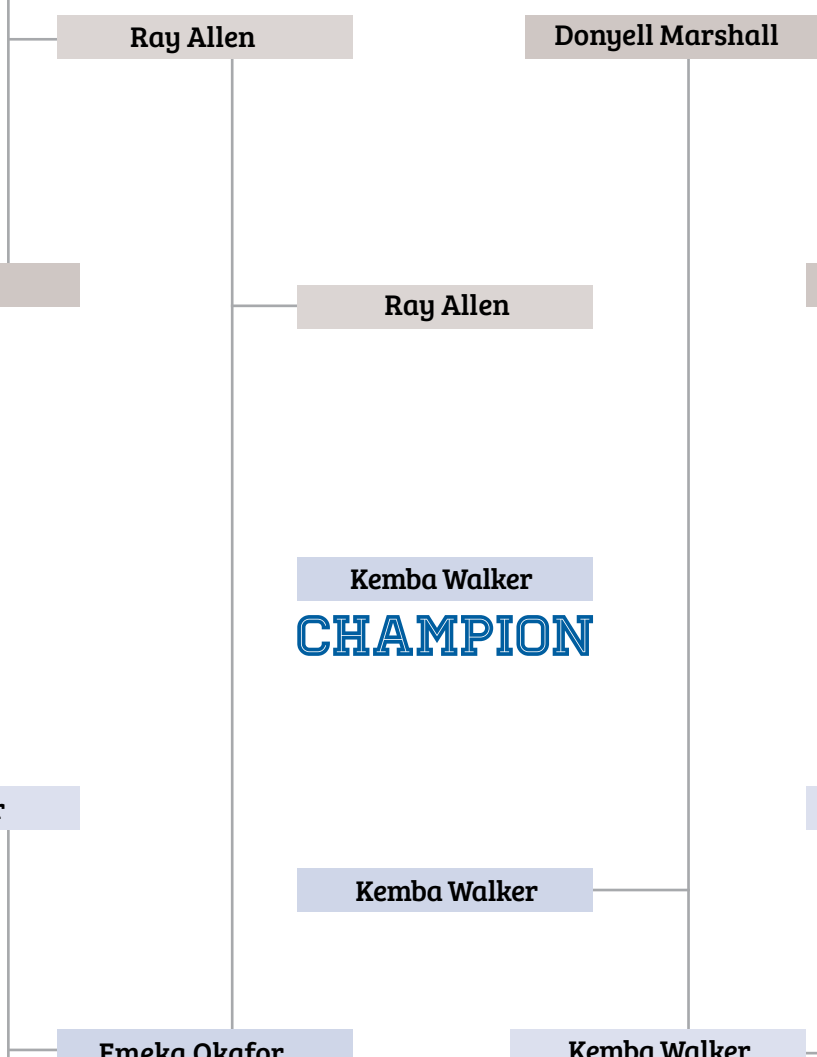 Ray Allen
Donyell Marshall
Ray Allen
Kemba Walker
CHAMPION
Kemba Walker
Emeka Okafor
Kemba Walker